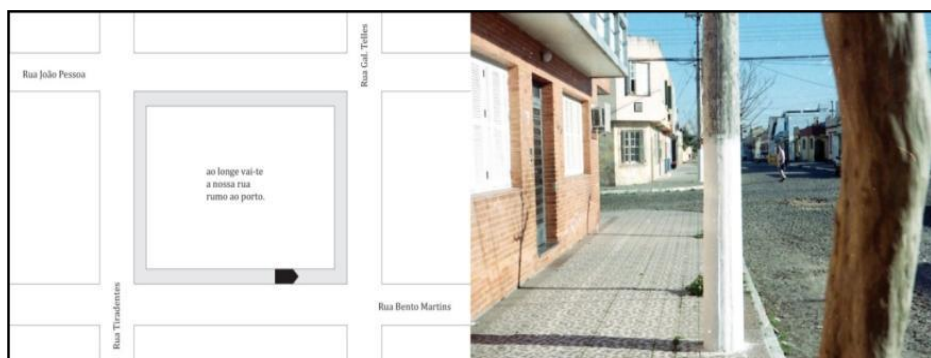 Rua João Pessoa
Rua Gal. Telles
ao longe vai-te
a nossa rua
rumo ao porto.
Rua Tiradentes
Rua Bento Martins